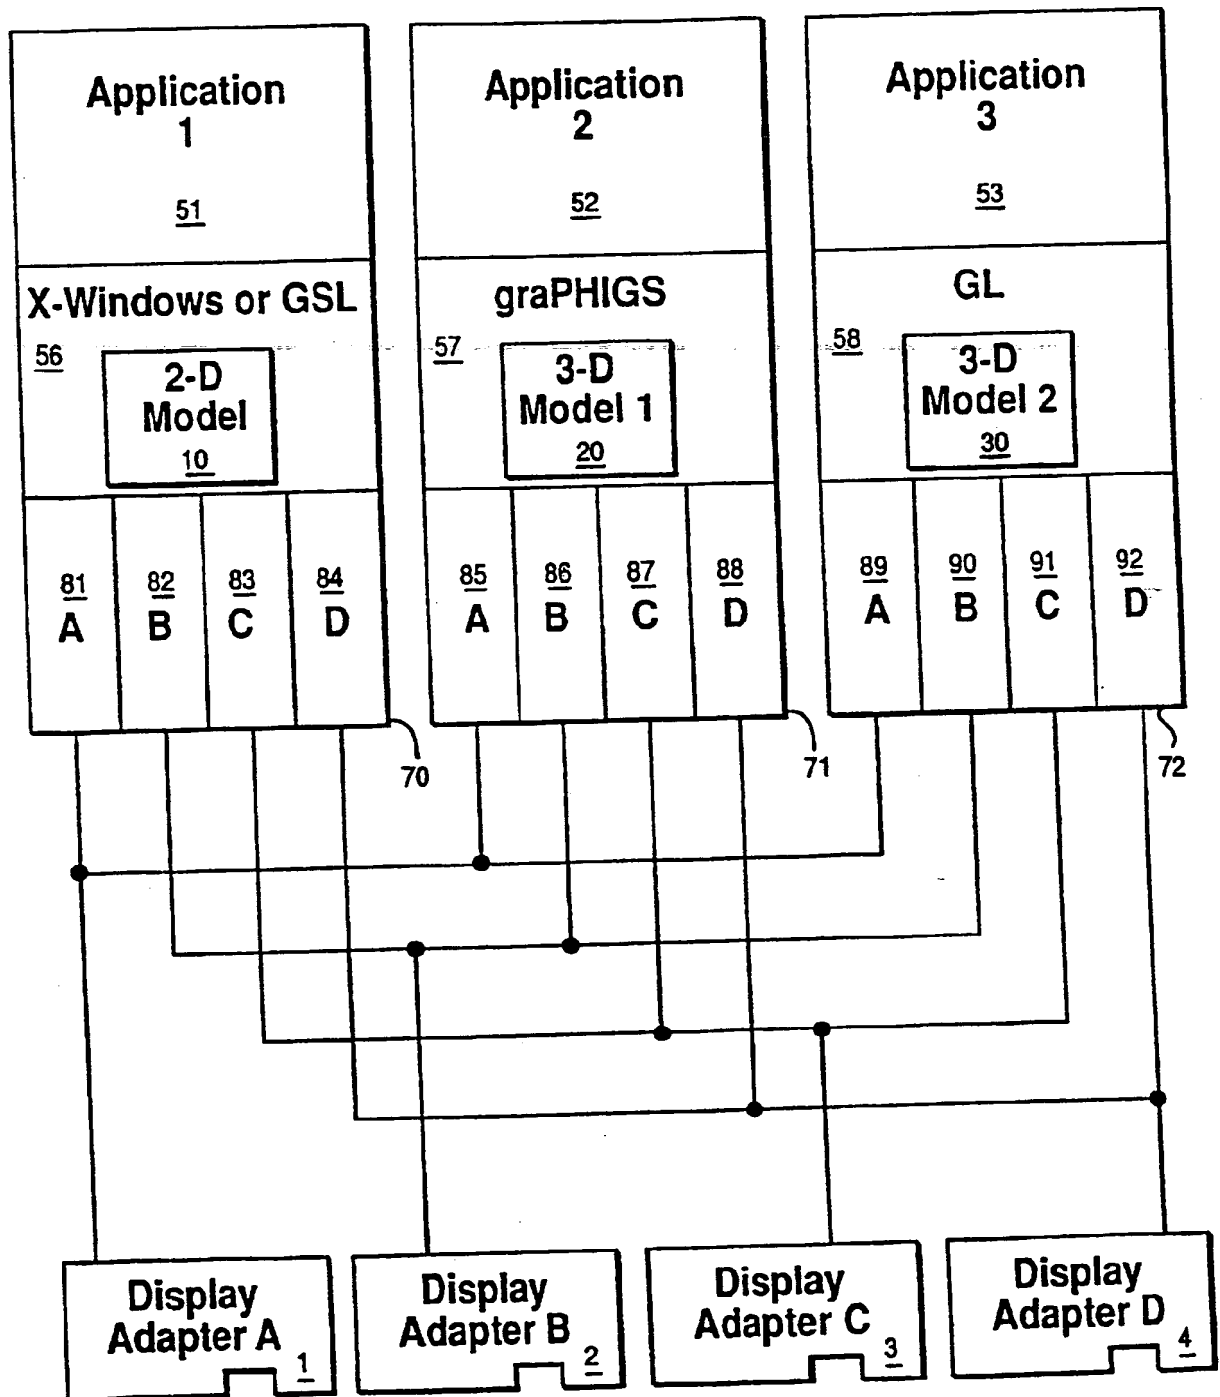 Application
1
51
X-Windows or GSL
56
2-D
Model
10
81
A
82
B
83
C
84
D
70
Application
2
52
graPHIGS
57
3-D
Model 1
20
85
A
86
B
87
C
88
D
71
Application
3
53
GL
58
3-D
Model 2
30
89
A
90
B
91
C
92
D
72
Display
Adapter A
1
Display
Adapter B
2
Display
Adapter C
3
Display
Adapter D
4